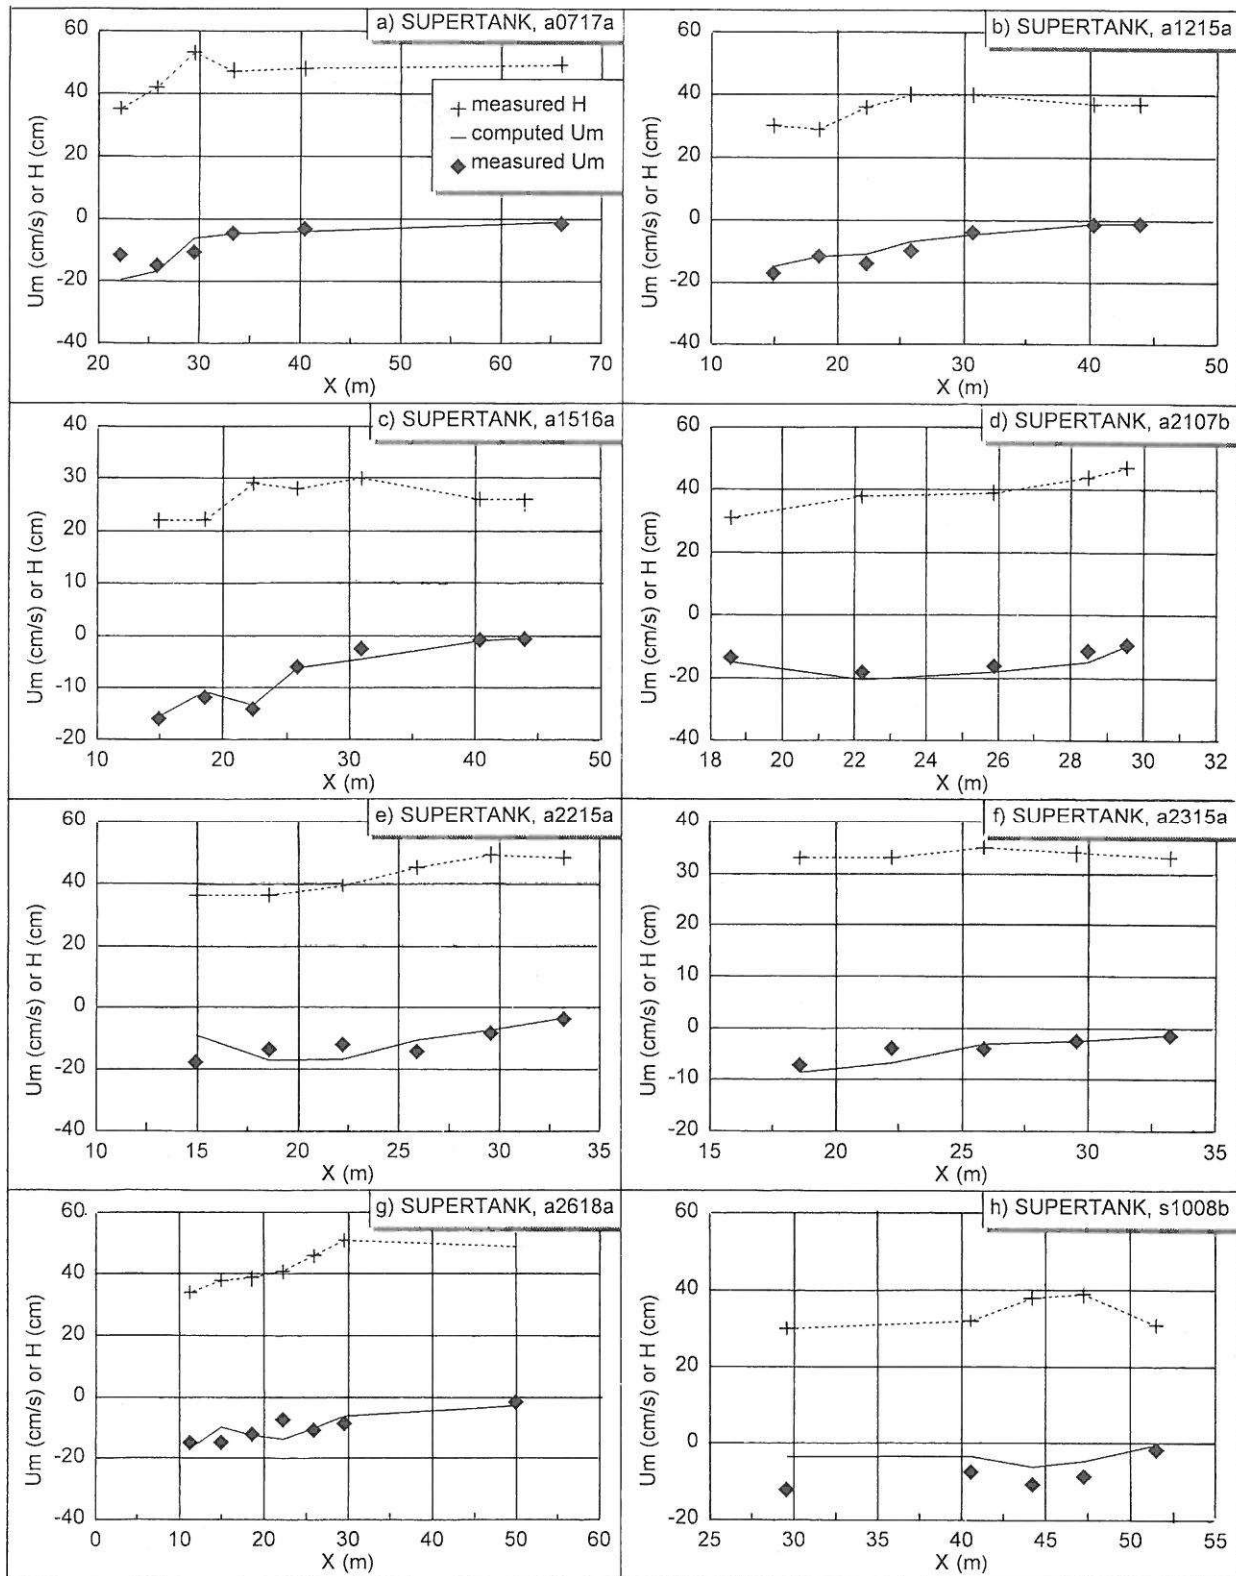 a) SUPERTANK, a0717a
60
40
20
0
-20
-40
Um (cm/s) or H (cm)
measured H
computed Um
measured Um
20 30 40 50 60 70
X (m)
b) SUPERTANK, a1215a
60
40
20
0
-20
-40
Um (cm/s) or H (cm)
10 20 30 40 50
X (m)
c) SUPERTANK, a1516a
40
30
20
10
0
-10
-20
Um (cm/s) or H (cm)
10 20 30 40 50
X (m)
d) SUPERTANK, a2107b
60
40
20
0
-20
-40
Um (cm/s) or H (cm)
18 20 22 24 26 28 30 32
X (m)
e) SUPERTANK, a2215a
60
40
20
0
-20
-40
Um (cm/s) or H (cm)
10 15 20 25 30 35
X (m)
f) SUPERTANK, a2315a
40
30
20
10
0
-10
-20
Um (cm/s) or H (cm)
15 20 25 30 35
X (m)
g) SUPERTANK, a2618a
60
40
20
0
-20
-40
Um (cm/s) or H (cm)
0 10 20 30 40 50 60
X (m)
h) SUPERTANK, s1008b
60
40
20
0
-20
Um (cm/s) or H (cm)
25 30 35 40 45 50 55
X (m)